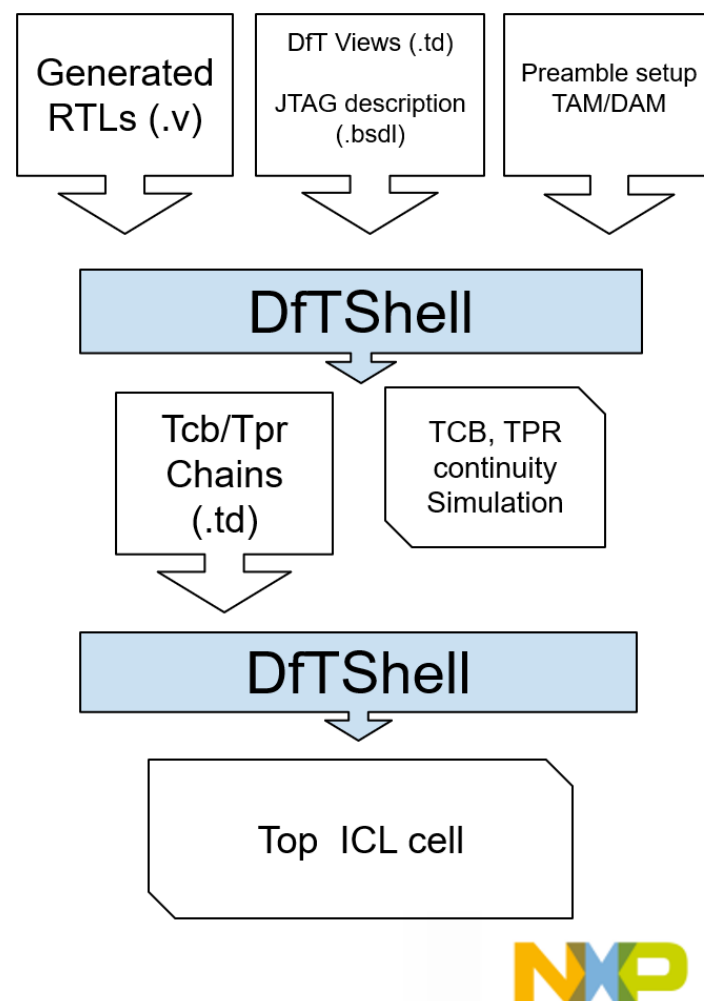 Generated
RTLs (.v)
DfT Views (.td)
JTAG description
(.bsdl)
Preamble setup
TAM/DAM
DfTShell
Tcb/Tpr
Chains
(.td)
TCB, TPR
continuity
Simulation
DfTShell
Top ICL cell
NXP